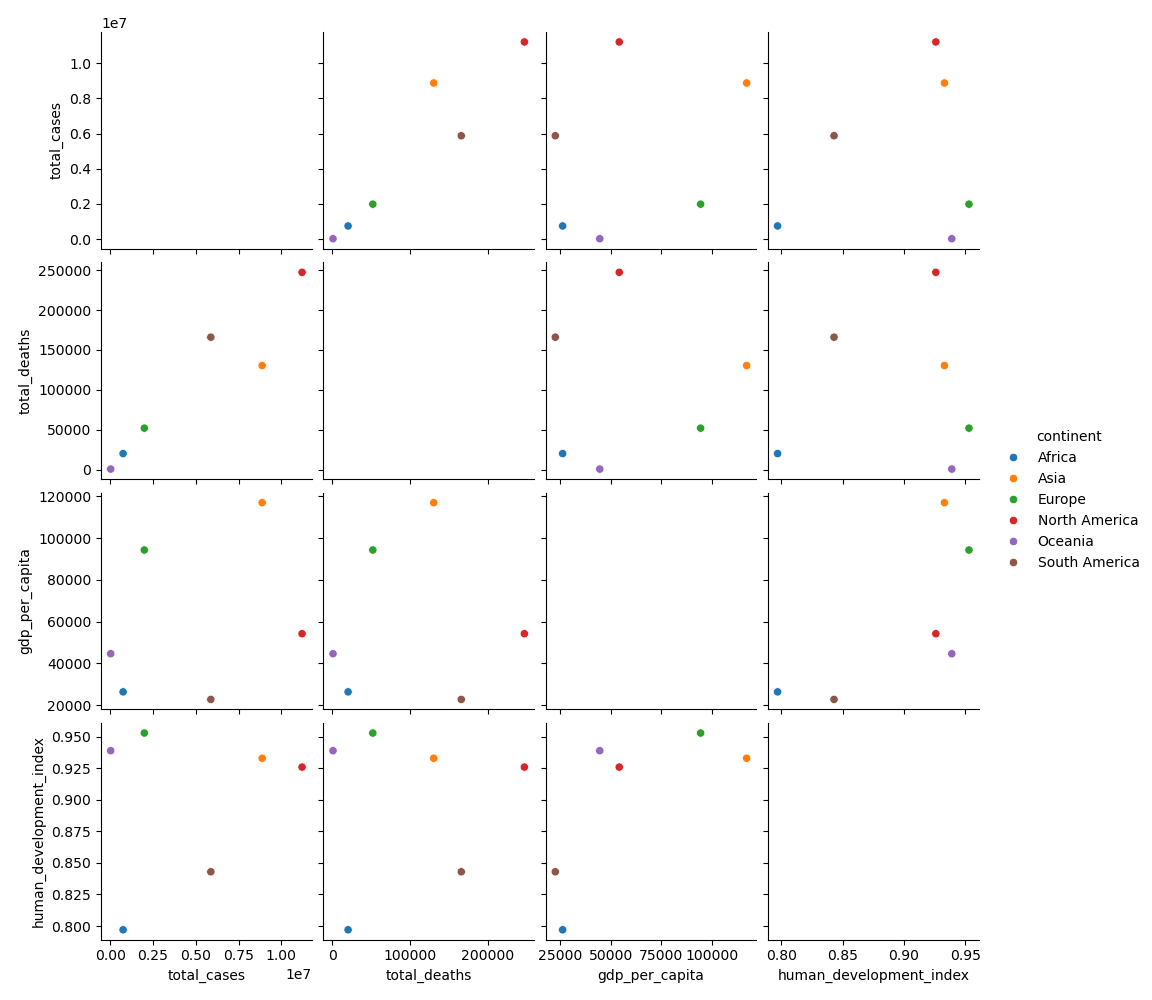 1e7
1.0
0.8
0.6
0.4
0.2
0.0
total_cases
250000
200000
150000
100000
50000
0
total_deaths
120000
100000
80000
60000
40000
20000
gdp_per_capita
0.950
0.925
0.900
0.875
0.850
0.825
0.800
human_development_index
0.00 0.25 0.50 0.75 1.00
1e7
total_cases
0 100000 200000
total_deaths
25000 50000 75000 100000
gdp_per_capita
0.80 0.85 0.90 0.95
human_development_index
continent
Africa
Asia
Europe
North America
Oceania
South America